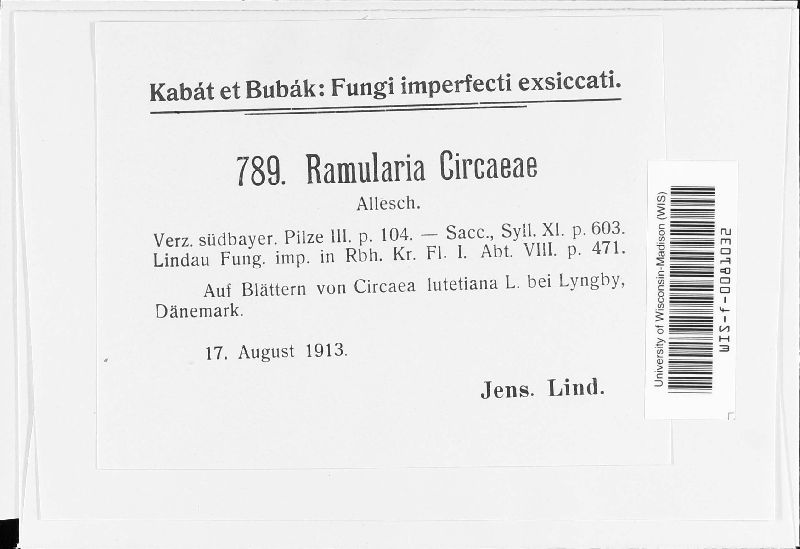 Kabát et Bubák: Fungi imperfecti exsiccati.
789. Ramularia Circaeae
Allesch.
Verz. südbayer. Pilze III. p. 104. — Sacc., Syll. XI. p. 603.
Lindau Fung. imp. in Rbh. Kr. Fl. I. Abt. VIII. p. 471.
Auf Blättern von Circaea lutetiana L. bei Lyngby,
Dänemark.
17. August 1913.
Jens. Lind.
University of Wisconsin-Madison (WIS)
WIS-f-0018032